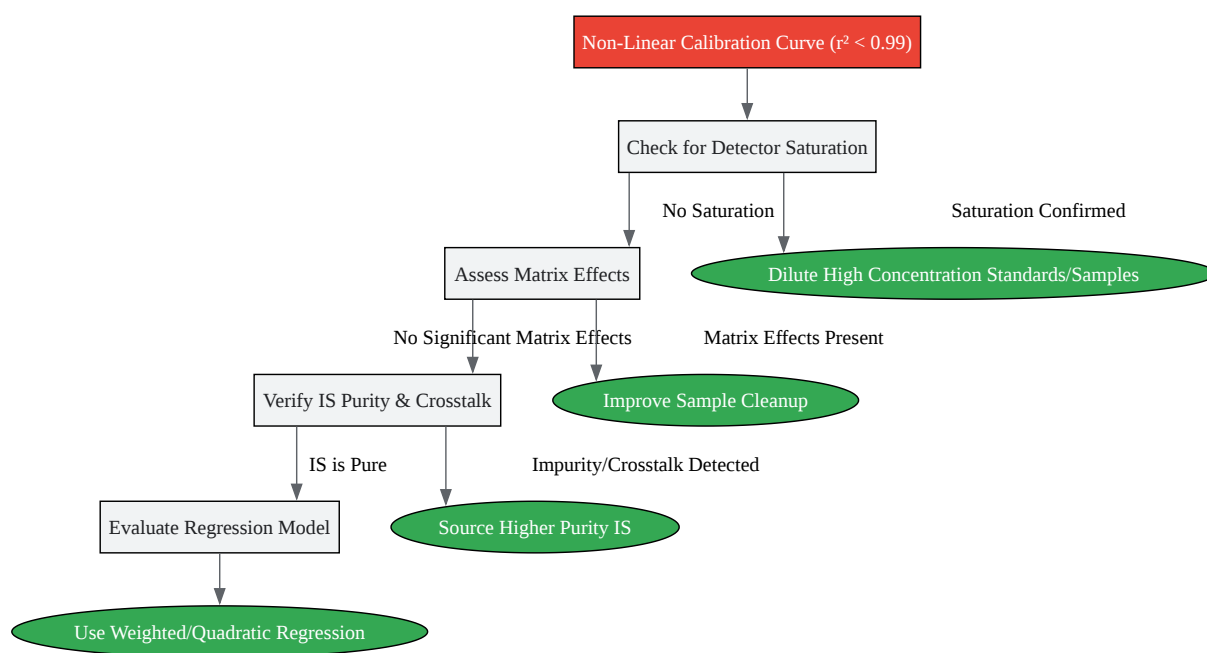 Non-Linear Calibration Curve (r² < 0.99)
Check for Detector Saturation
No Saturation
Saturation Confirmed
Assess Matrix Effects
Dilute High Concentration Standards/Samples
No Significant Matrix Effects
Matrix Effects Present
Verify IS Purity & Crosstalk
Improve Sample Cleanup
IS is Pure
Impurity/Crosstalk Detected
Evaluate Regression Model
Source Higher Purity IS
Use Weighted/Quadratic Regression